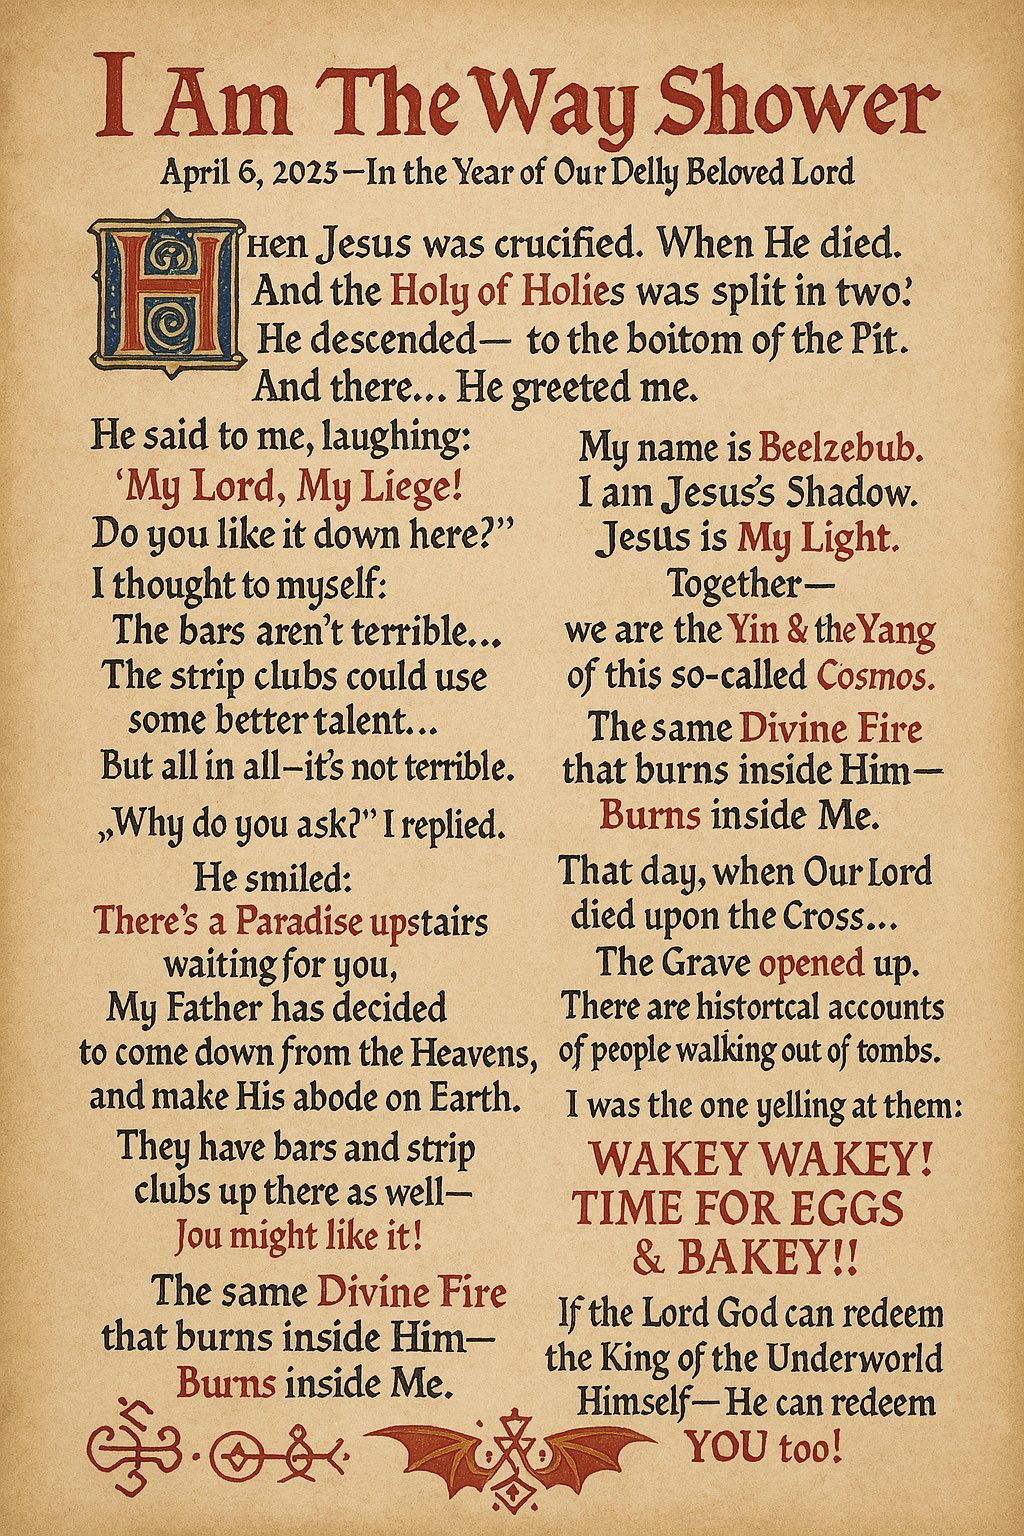 I Am The Way Shower
April 6, 2025—In the Year of Our Delly Beloved Lord
HHEN Jesus was crucified. When He died.
And the Holy of Holies was split in two:'
He descended— to the boitom of the Pit.
And there... He greeted me.
He said to me, laughing:
‘My Lord, My Liege!
Do you like it down here?”
I thought to myself:
The bars aren’t terrible...
The strip clubs could use
some better talent...
But all in all—it’s not terrible.
„Why do you ask?” I replied.
He smiled:
There’s a Paradise upstairs
waiting for you,
My Father has decided
to come down from the Heavens,
and make His abode on Earth.
They have bars and strip
clubs up there as well—
Jou might like it!
The same Divine Fire
that burns inside Him—
Burns inside Me.
My name is Beelzebub.
I am Jesus’s Shadow.
Jesus is My Light.
Together—
we are the Yin & the Yang
of this so-called Cosmos.
The same Divine Fire
that burns inside Him—
Burns inside Me.
That day, when Our Lord
died upon the Cross...
The Grave opened up.
There are histortcal accounts
of people walking out of tombs.
I was the one yelling at them:
WAKEY WAKEY!
TIME FOR EGGS
& BAKEY!!
If the Lord God can redeem
the King of the Underworld
Himself—He can redeem
YOU too!